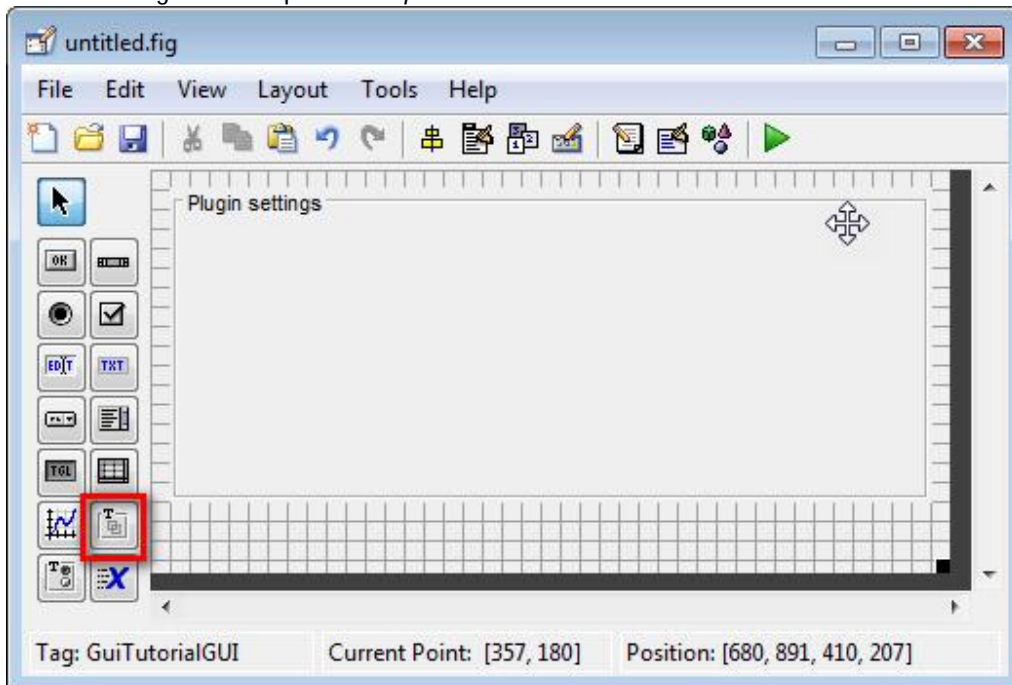 untitled.fig
File Edit View Layout Tools Help
Plugin settings
OK
EDIT TXT
TGL
T
T
Tag: GuiTutorialGUI Current Point: [357, 180] Position: [680, 891, 410, 207]